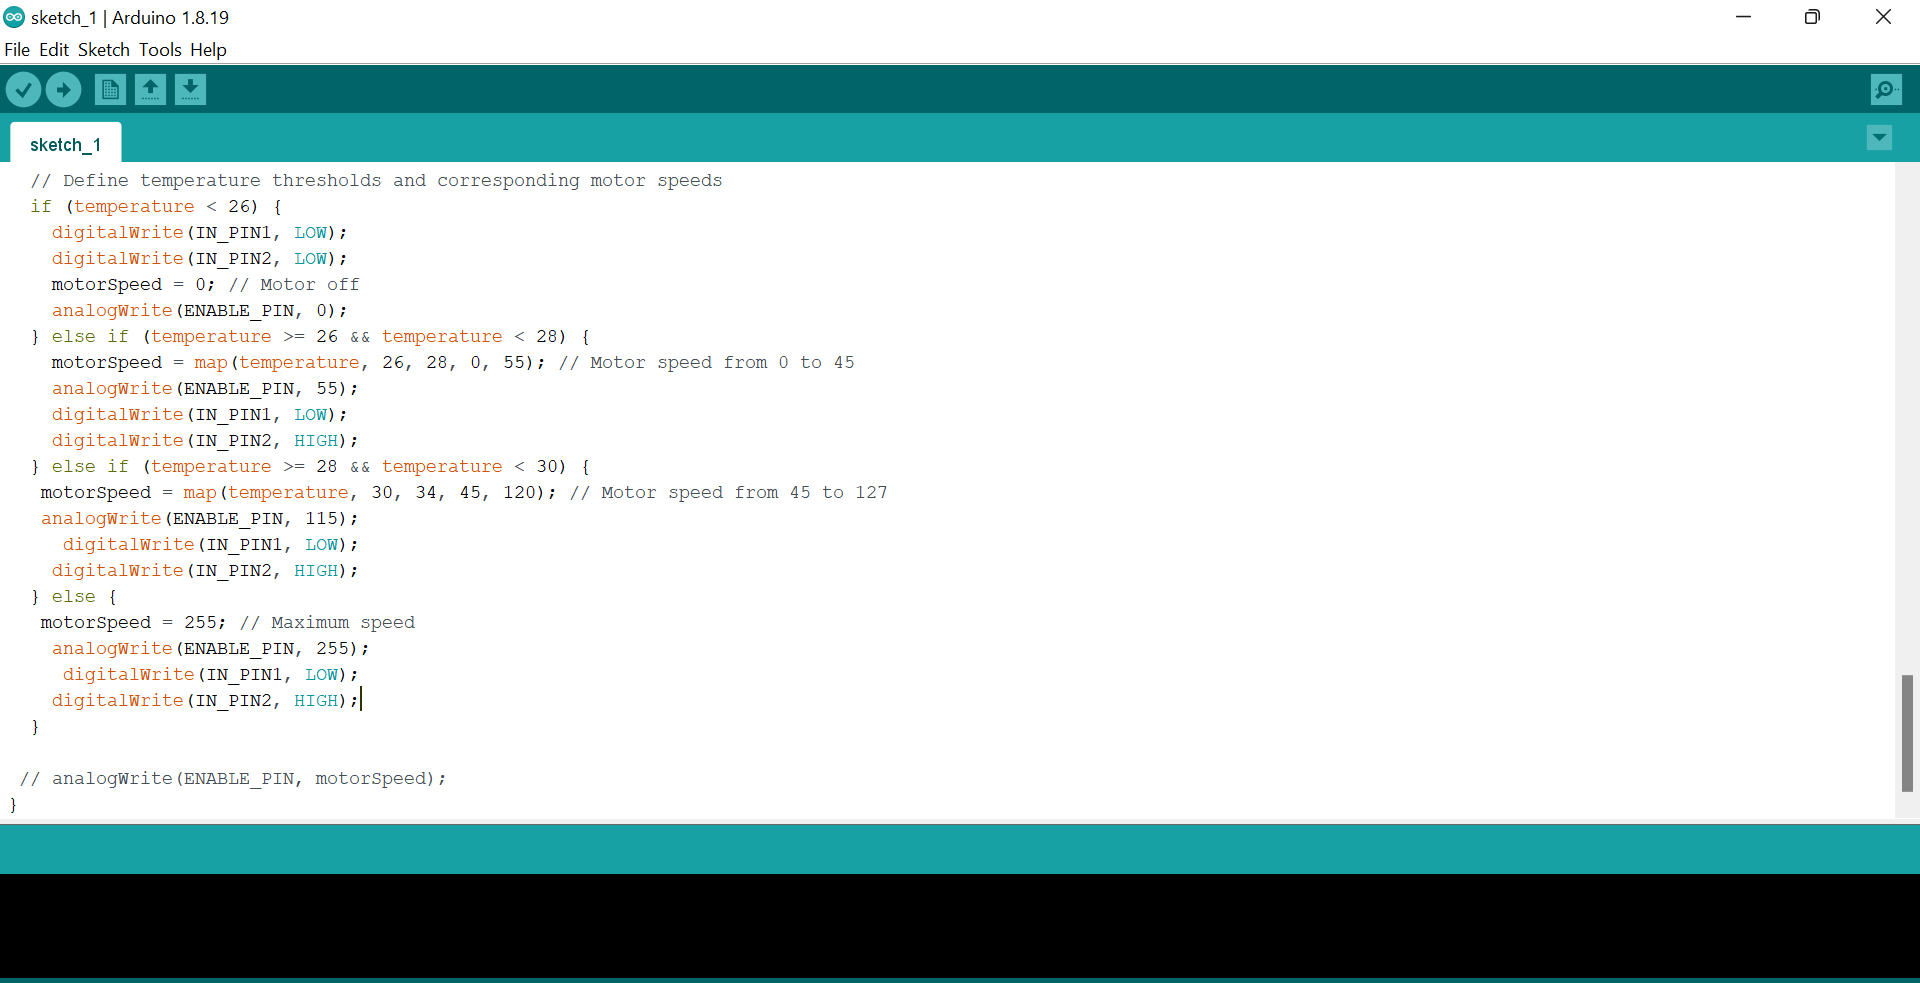 sketch_1 | Arduino 1.8.19
File Edit Sketch Tools Help
sketch_1
// Define temperature thresholds and corresponding motor speeds
if (temperature < 26) {
digitalWrite(IN_PIN1, LOW);
digitalWrite(IN_PIN2, LOW);
motorSpeed = 0; // Motor off
analogWrite(ENABLE_PIN, 0);
} else if (temperature >= 26 && temperature < 28) {
motorSpeed = map(temperature, 26, 28, 0, 55); // Motor speed from 0 to 45
analogWrite(ENABLE_PIN, 55);
digitalWrite(IN_PIN1, LOW);
digitalWrite(IN_PIN2, HIGH);
} else if (temperature >= 28 && temperature < 30) {
motorSpeed = map(temperature, 30, 34, 45, 120); // Motor speed from 45 to 127
analogWrite(ENABLE_PIN, 115);
digitalWrite(IN_PIN1, LOW);
digitalWrite(IN_PIN2, HIGH);
} else {
motorSpeed = 255; // Maximum speed
analogWrite(ENABLE_PIN, 255);
digitalWrite(IN_PIN1, LOW);
digitalWrite(IN_PIN2, HIGH);
}
// analogWrite(ENABLE_PIN, motorSpeed);
}